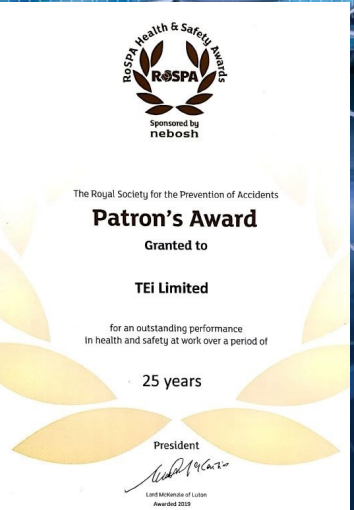 RoSPA Health & Safety Awards
RoSPA
Sponsored by
nebosh
The Royal Society for the Prevention of Accidents
Patron's Award
Granted to
TEi Limited
for an outstanding performance
in health and safety at work over a period of
25 years
President
Lord McKenzie of Luton
Awarded 2019